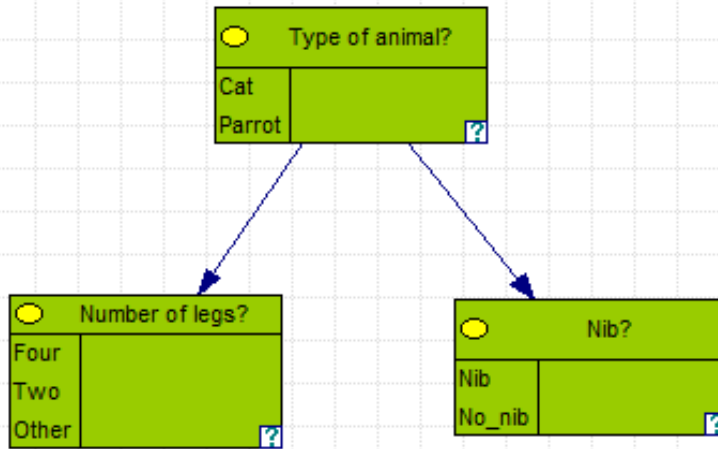 Type of animal?
Cat
Parrot
?
Number of legs?
Four
Two
Other
?
Nib?
Nib
No_nib
?